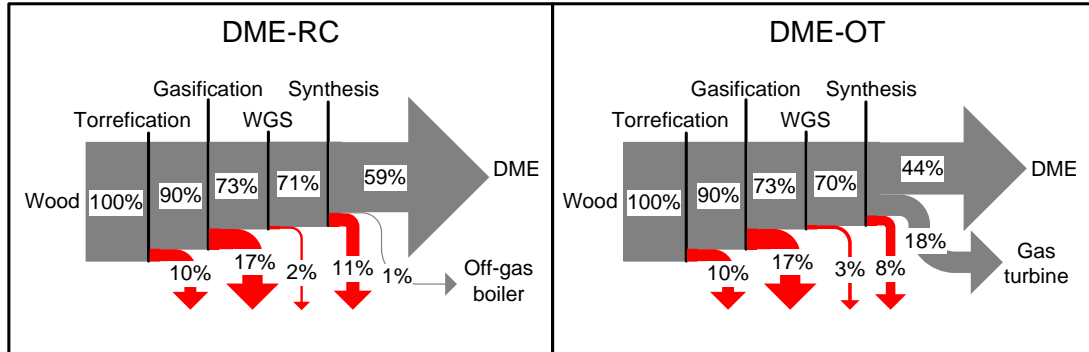 DME-RC
Gasification
Synthesis
Torrefication
WGS
Wood
100%
90%
73%
71%
59%
DME
10%
17%
2%
11%
1%
Off-gas
boiler
DME-OT
Gasification
Synthesis
Torrefication
WGS
Wood
100%
90%
73%
70%
44%
DME
10%
17%
3%
8%
18%
Gas
turbine